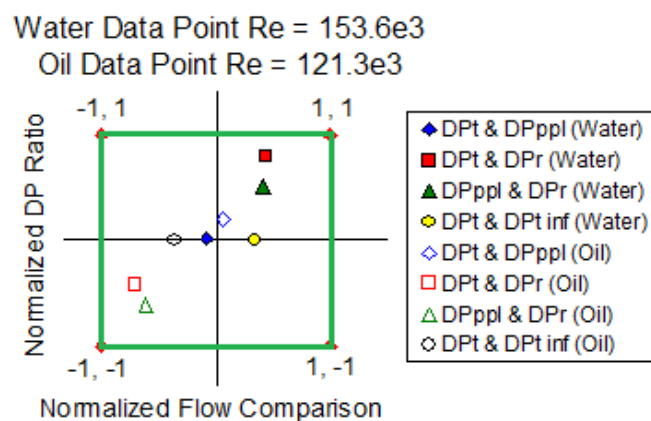 Water Data Point Re = 153.6e3
Oil Data Point Re = 121.3e3
-1, 1
1, 1
Normalized DP Ratio
-1, -1
1, -1
Normalized Flow Comparison
DPt & DPppl (Water)
DPt & DPr (Water)
DPppl & DPr (Water)
DPt & DPt inf (Water)
DPt & DPppl (Oil)
DPt & DPr (Oil)
DPppl & DPr (Oil)
DPt & DPt inf (Oil)